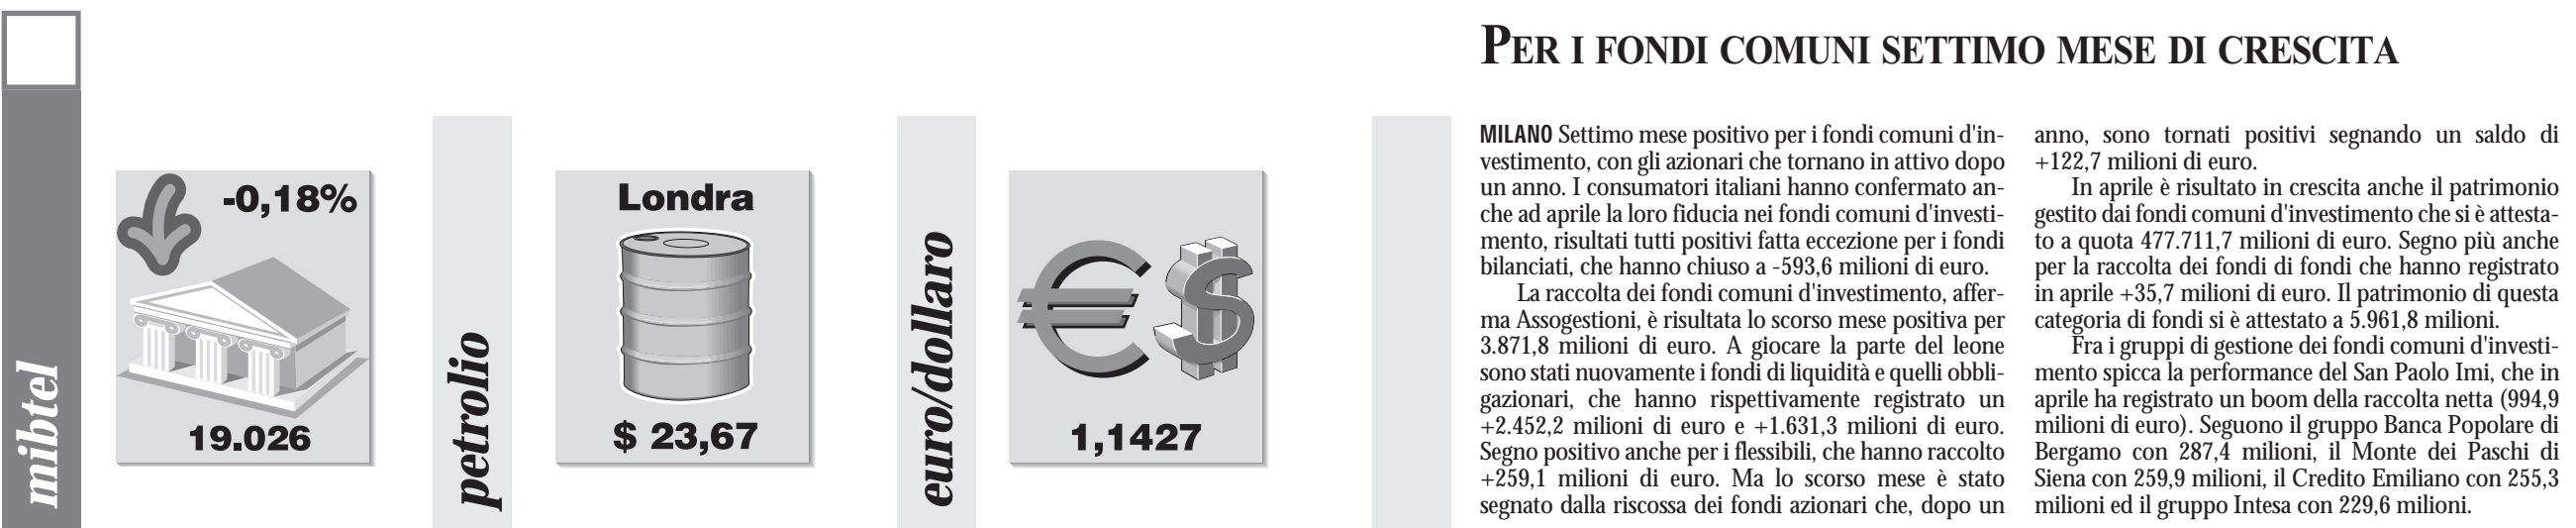 mibtel
-0,18%
19.026
petrolio
Londra
$ 23,67
euro/dollaro
1,1427
PER I FONDI COMUNI SETTIMO MESE DI CRESCITA
MILANO Settimo mese positivo per i fondi comuni d'in-
vestimento, con gli azionari che tornano in attivo dopo
un anno. I consumatori italiani hanno confermato an-
che ad aprile la loro fiducia nei fondi comuni d'investi-
mento, risultati tutti positivi fatta eccezione per i fondi
bilanciati, che hanno chiuso a -593,6 milioni di euro.
La raccolta dei fondi comuni d'investimento, affer-
ma Assogestioni, è risultata lo scorso mese positiva per
3.871,8 milioni di euro. A giocare la parte del leone
sono stati nuovamente i fondi di liquidità e quelli obbli-
gazionari, che hanno rispettivamente registrato un
+2.452,2 milioni di euro e +1.631,3 milioni di euro.
Segno positivo anche per i flessibili, che hanno raccolto
+259,1 milioni di euro. Ma lo scorso mese è stato
segnato dalla riscossa dei fondi azionari che, dopo un
anno, sono tornati positivi segnando un saldo di
+122,7 milioni di euro.
In aprile è risultato in crescita anche il patrimonio
gestito dai fondi comuni d'investimento che si è attesta-
to a quota 477.711,7 milioni di euro. Segno più anche
per la raccolta dei fondi di fondi che hanno registrato
in aprile +35,7 milioni di euro. Il patrimonio di questa
categoria di fondi si è attestato a 5.961,8 milioni.
Fra i gruppi di gestione dei fondi comuni d'investi-
mento spicca la performance del San Paolo Imi, che in
aprile ha registrato un boom della raccolta netta (994,9
milioni di euro). Seguono il gruppo Banca Popolare di
Bergamo con 287,4 milioni, il Monte dei Paschi di
Siena con 259,9 milioni, il Credito Emiliano con 255,3
milioni ed il gruppo Intesa con 229,6 milioni.